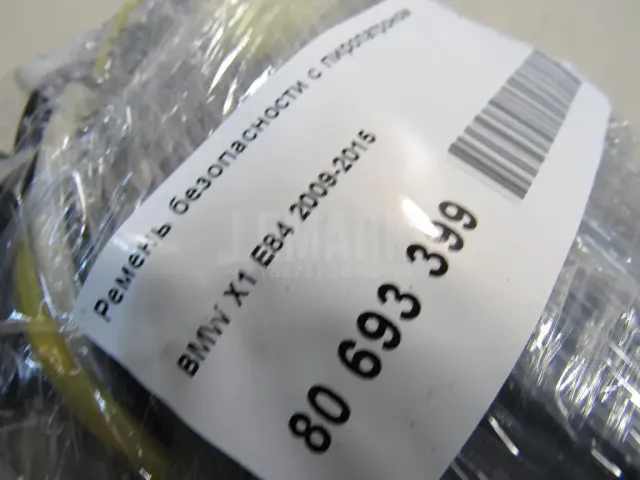 Ремень безопасности с пиропатроном
BMW X1 E84 2009-2015
80 693 399